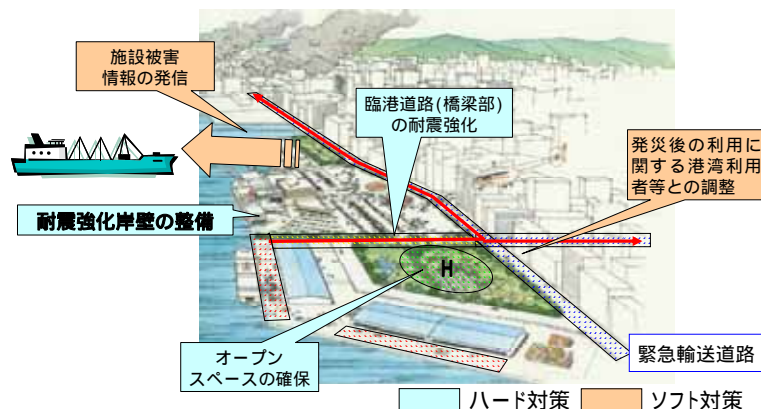 施設被害
情報の発信
臨港道路(橋梁部)
の耐震強化
発災後の利用に
関する港湾利用
者等との調整
耐震強化岸壁の整備
H
オープン
スペースの確保
緊急輸送道路
ハード対策
ソフト対策